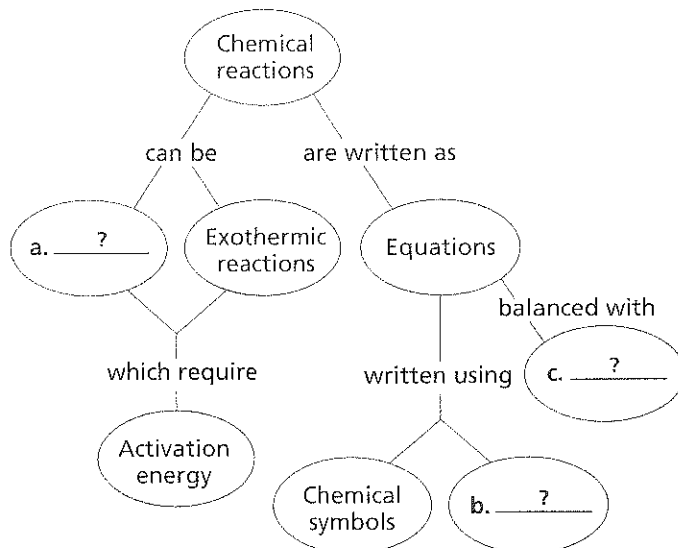 Chemical
reactions
can be
are written as
a. ?
Exothermic
reactions
Equations
balanced with
which require
written using
c. ?
Activation
energy
Chemical
symbols
b. ?